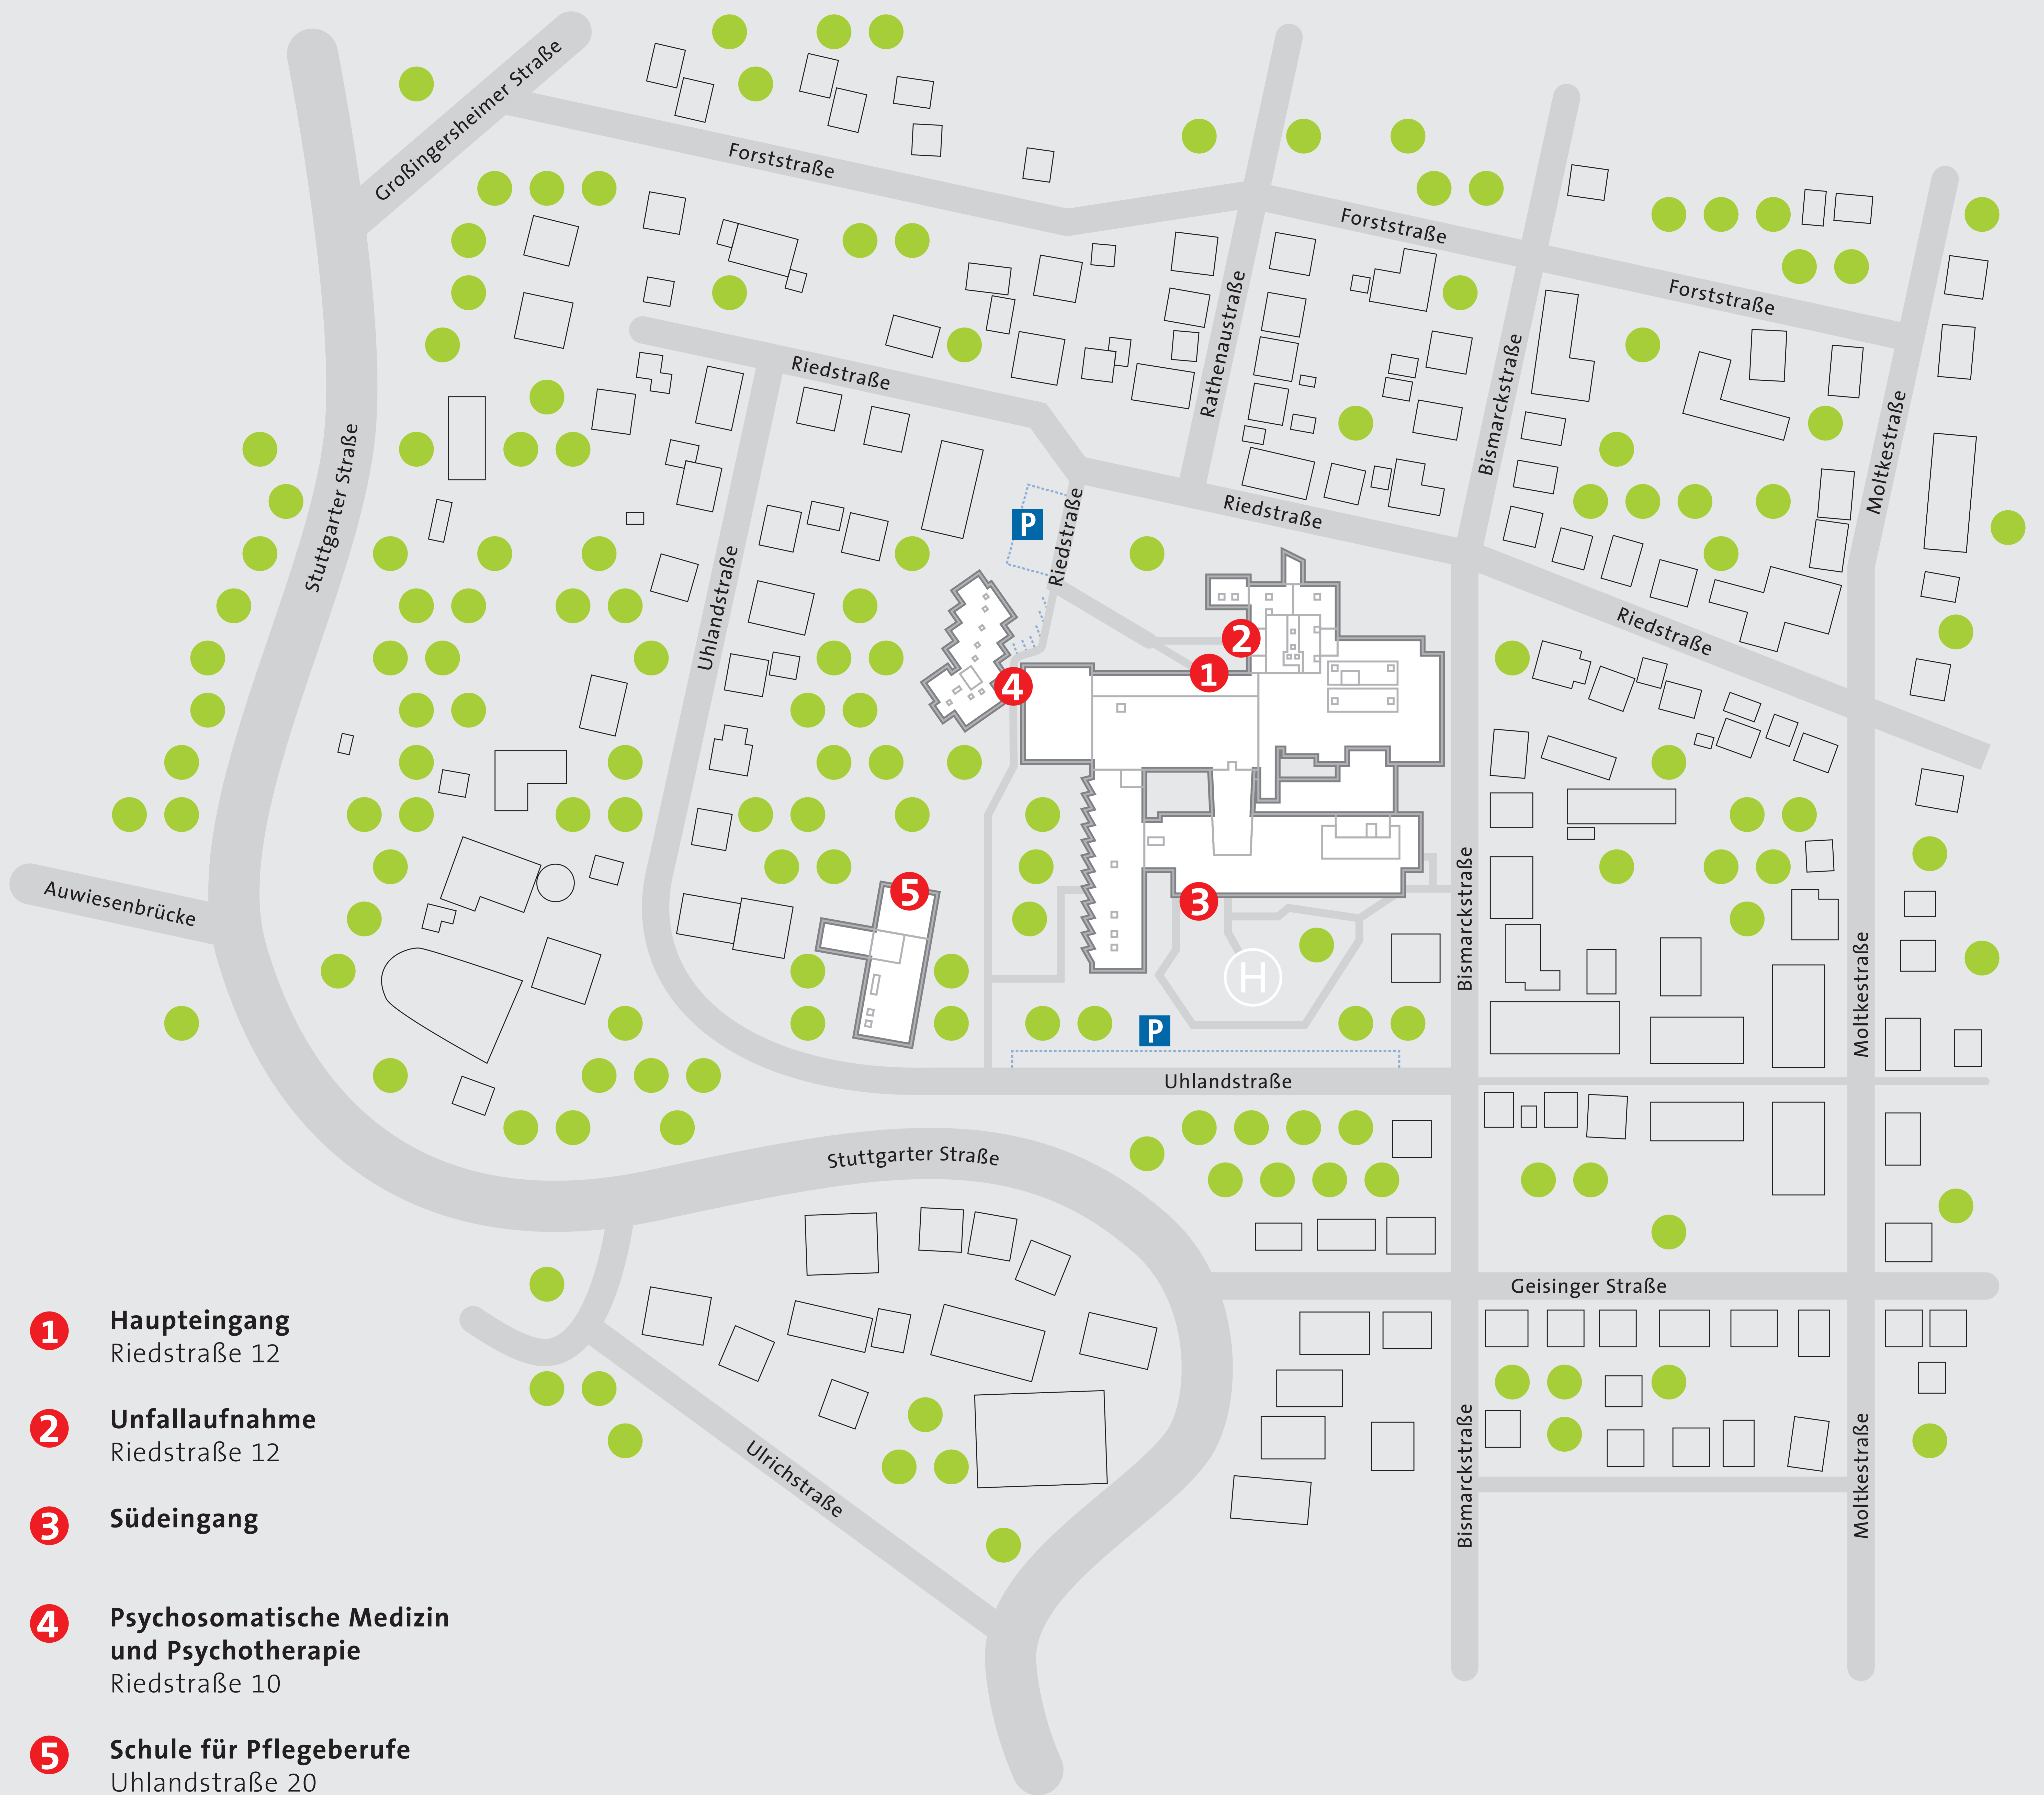 Großingersheimer Straße
Forststraße
Forststraße
Forststraße
Riedstraße
Rathenaustraße
Bismarckstraße
Moltkestraße
Stuttgarter Straße
P
Riedstraße
Riedstraße
Uhlandstraße
Riedstraße
2
1
4
Auwiesenbrücke
5
3
Bismarckstraße
Moltkestraße
H
P
Uhlandstraße
Stuttgarter Straße
Geisinger Straße
Ulrichstraße
Bismarckstraße
Moltkestraße
1 Haupteingang
Riedstraße 12
2 Unfallaufnahme
Riedstraße 12
3 Südeingang
4 Psychosomatische Medizin
und Psychotherapie
Riedstraße 10
5 Schule für Pflegeberufe
Uhlandstraße 20